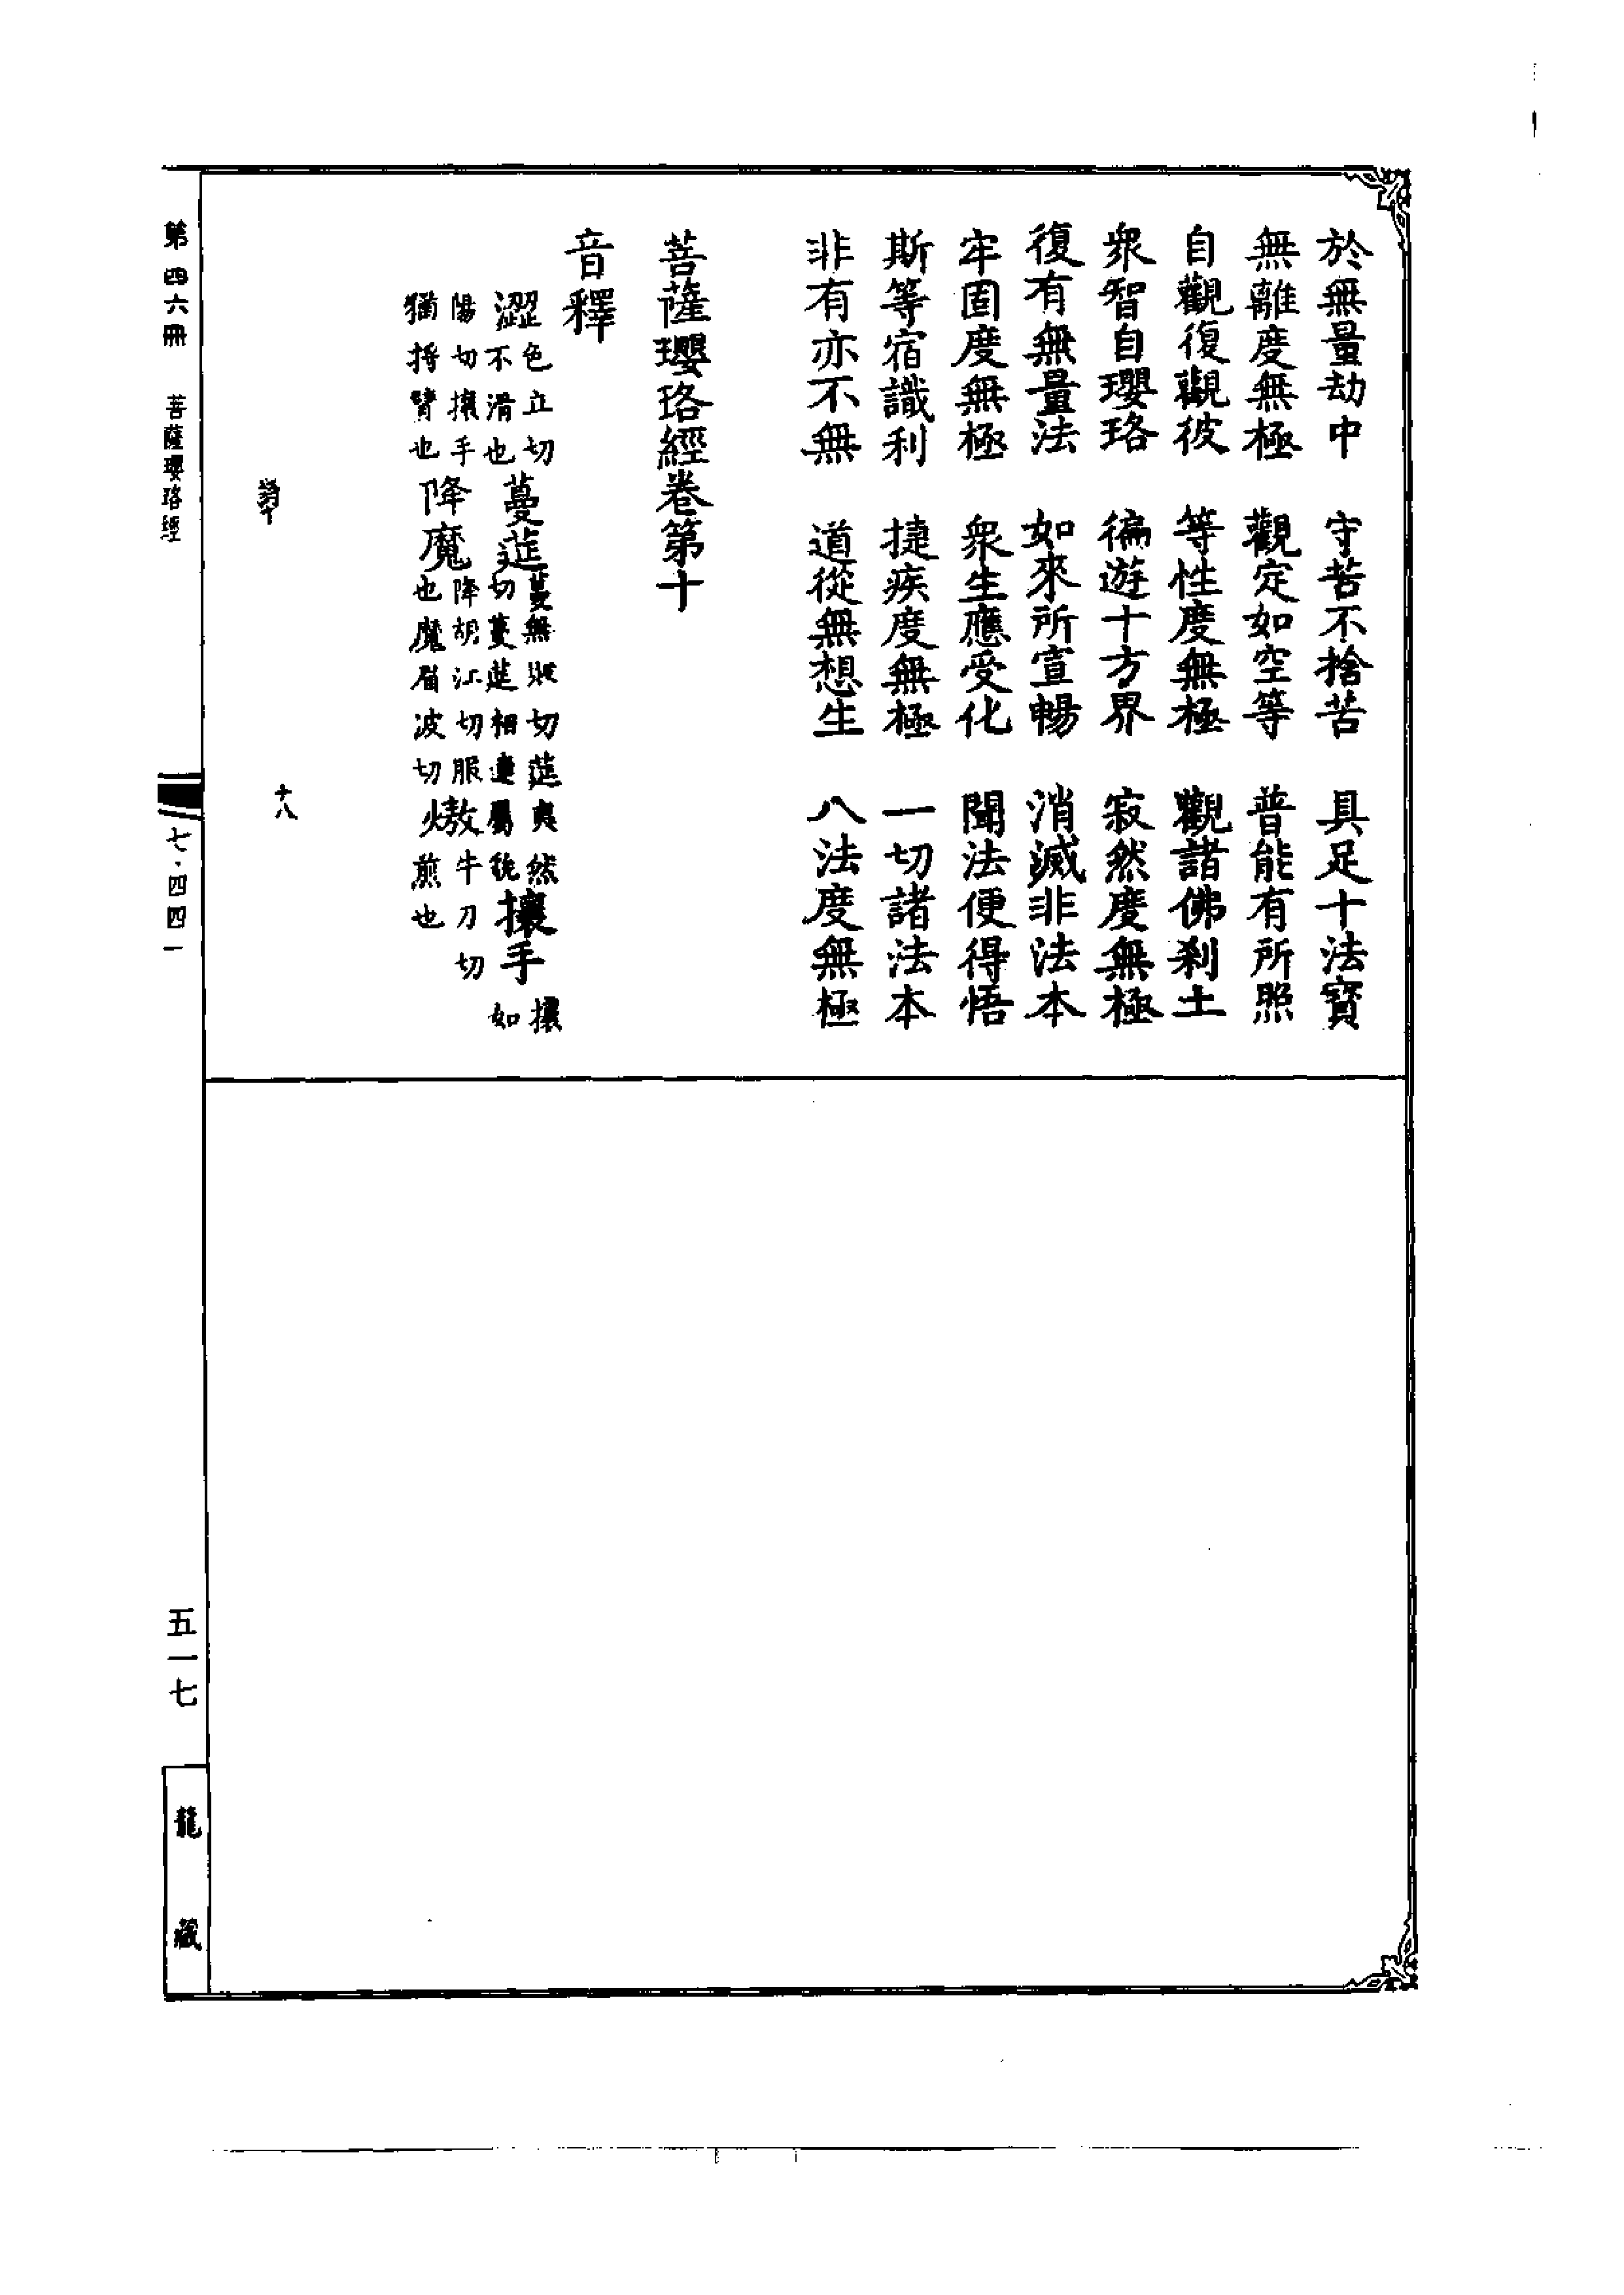 於無量劫中　守苦不捨苦　具足十法寶
無離度無極　觀定如空等　普能有所照
自觀復觀彼　等性度無極　觀諸佛剎土
衆智自瓔珞　徧遊十方界　寂然度無極
復有無量法　如來所宣暢　消滅非法本
牢固度無極　衆生應受化　聞法便得悟
斯等宿識利　捷疾度無極　一切諸法本
非有亦不無　道從無想生　八法度無極
菩薩瓔珞經卷第十
音釋
澀色立切不滑也蔓莚蔓無販切莚夷然切蔓莚相連屬貌攘手攘如
陽切攘手猶捋臂也降魔降胡江切服也魔眉波切熬牛刀切煎也
十八
第四六冊　菩薩瓔珞經
七·四四一
五一七
龍藏